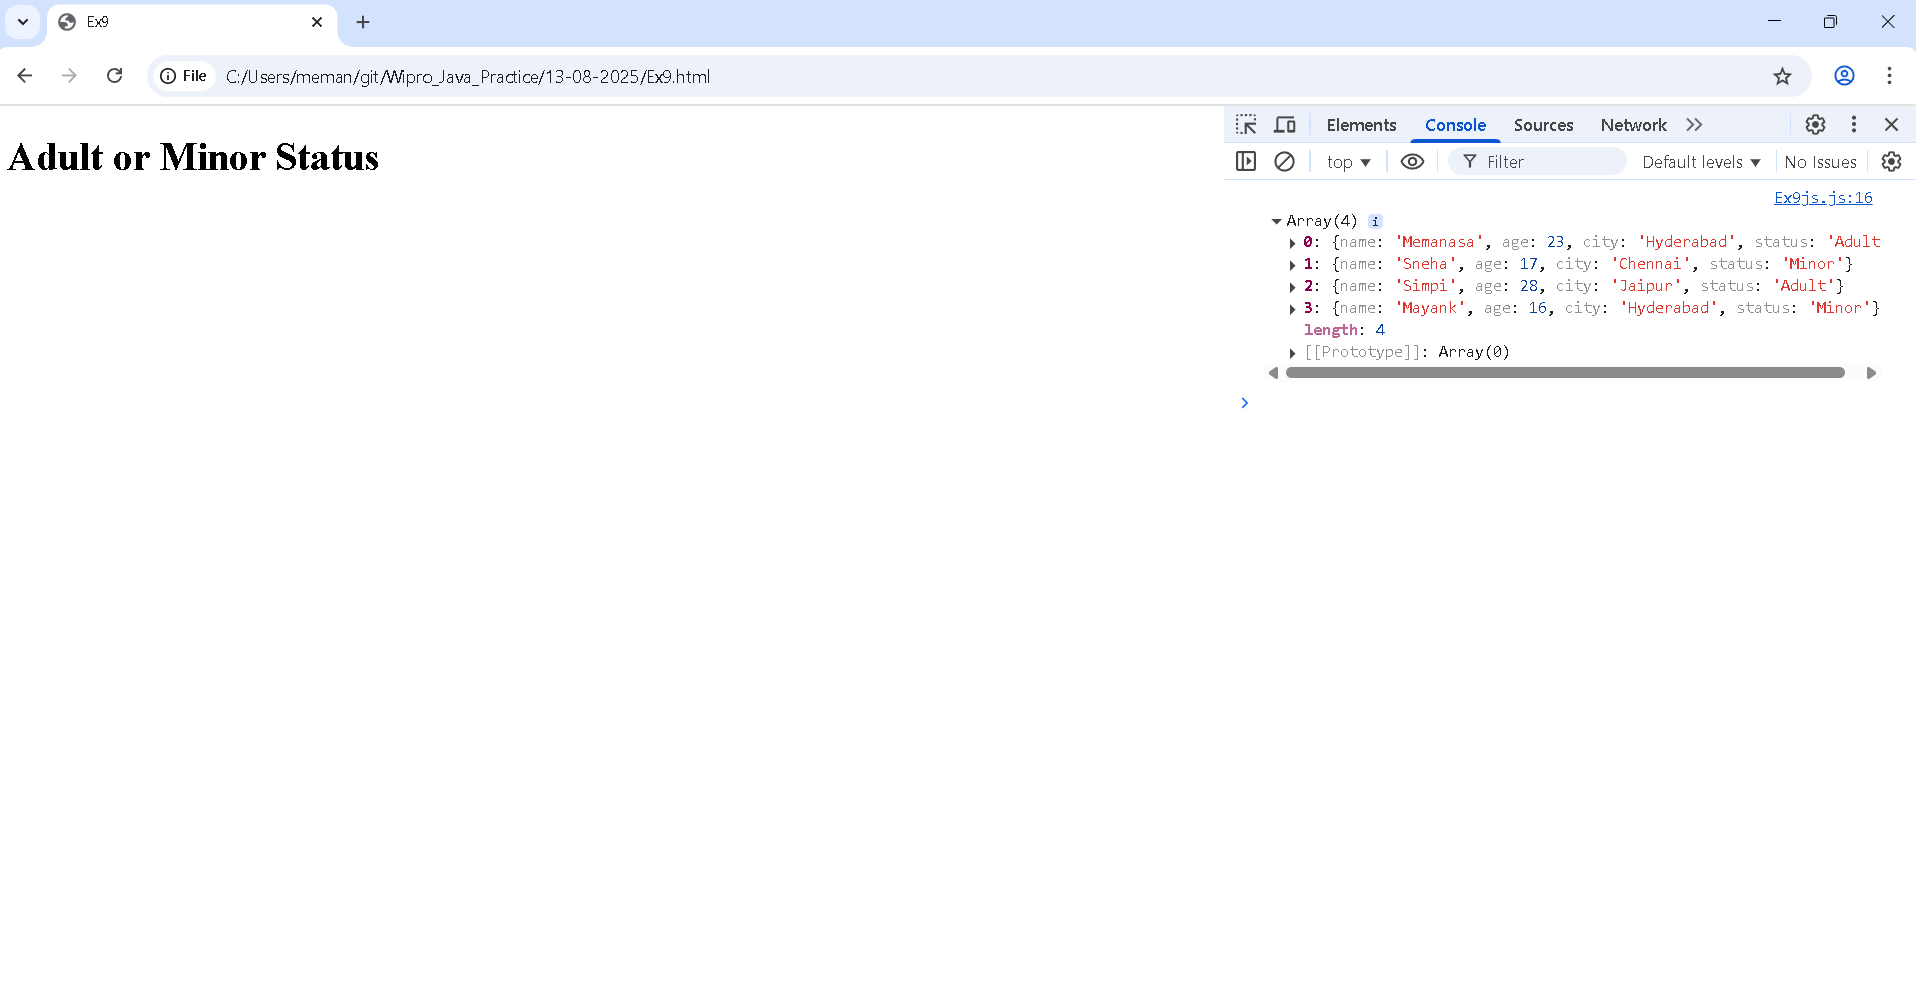 Ex9
File C:/Users/meman/git/Wipro_Java_Practice/13-08-2025/Ex9.html
Adult or Minor Status
Elements Console Sources Network
top Filter Default levels No Issues
Ex9js.js:16
Array(4) i
0: {name: 'Memanasa', age: 23, city: 'Hyderabad', status: 'Adult
1: {name: 'Sneha', age: 17, city: 'Chennai', status: 'Minor'}
2: {name: 'Simpi', age: 28, city: 'Jaipur', status: 'Adult'}
3: {name: 'Mayank', age: 16, city: 'Hyderabad', status: 'Minor'}
length: 4
[[Prototype]]: Array(0)